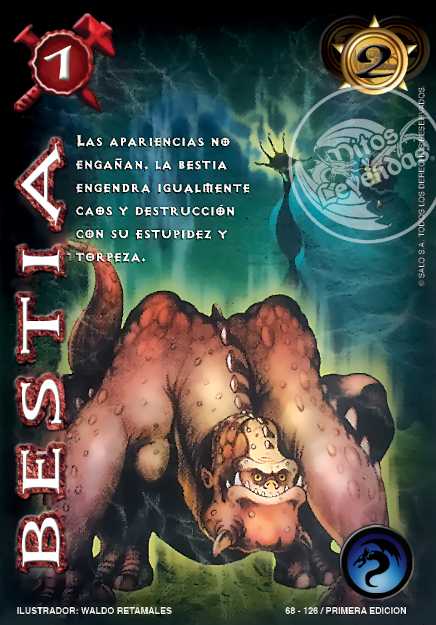 1
2
LAS APARIENCIAS NO
ENGAÑAN. LA BESTIA
ENGENDRA IGUALMENTE
CAOS Y DESTRUCCIÓN
CON SU ESTUPIDEZ Y
TORPEZA.
BESTIA
Mitos y
Leyendas
© SALO S.A. TODOS LOS DERECHOS RESERVADOS
ILUSTRADOR: WALDO RETAMALES
68 - 126 / PRIMERA EDICION